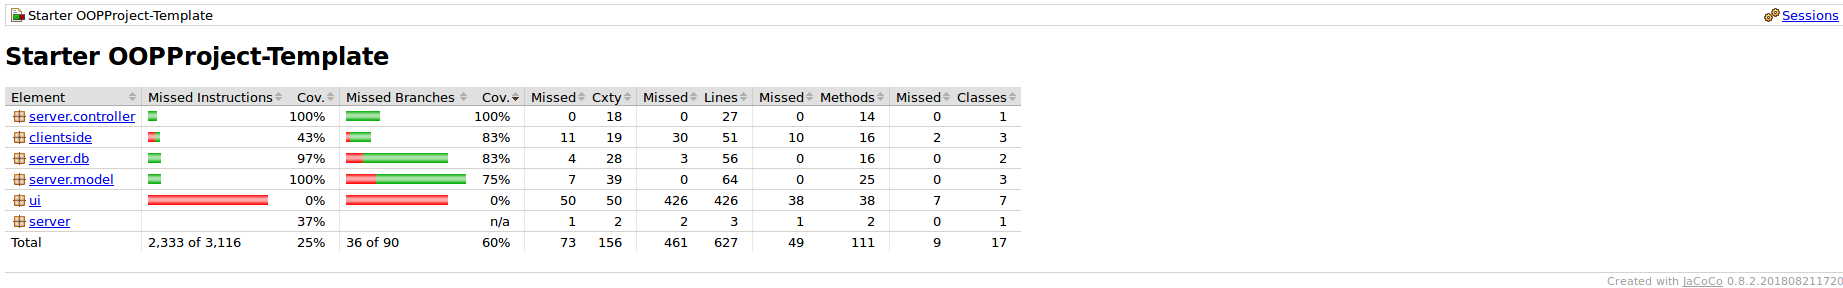 Starter OOPProject-Template Sessions
Starter OOPProject-Template
Element Missed Instructions Cov. Missed Branches Cov. Missed Cxty Missed Lines Missed Methods Missed Classes
server.controller 100% 100% 0 18 0 27 0 14 0 1
clientside 43% 83% 11 19 30 51 10 16 2 3
server.db 97% 83% 4 28 3 56 0 16 0 2
server.model 100% 75% 7 39 0 64 0 25 0 3
ui 0% 0% 50 50 426 426 38 38 7 7
server 37% n/a 1 2 2 3 1 2 0 1
Total 2,333 of 3,116 25% 36 of 90 60% 73 156 461 627 49 111 9 17
Created with JaCoCo 0.8.2.201808211720